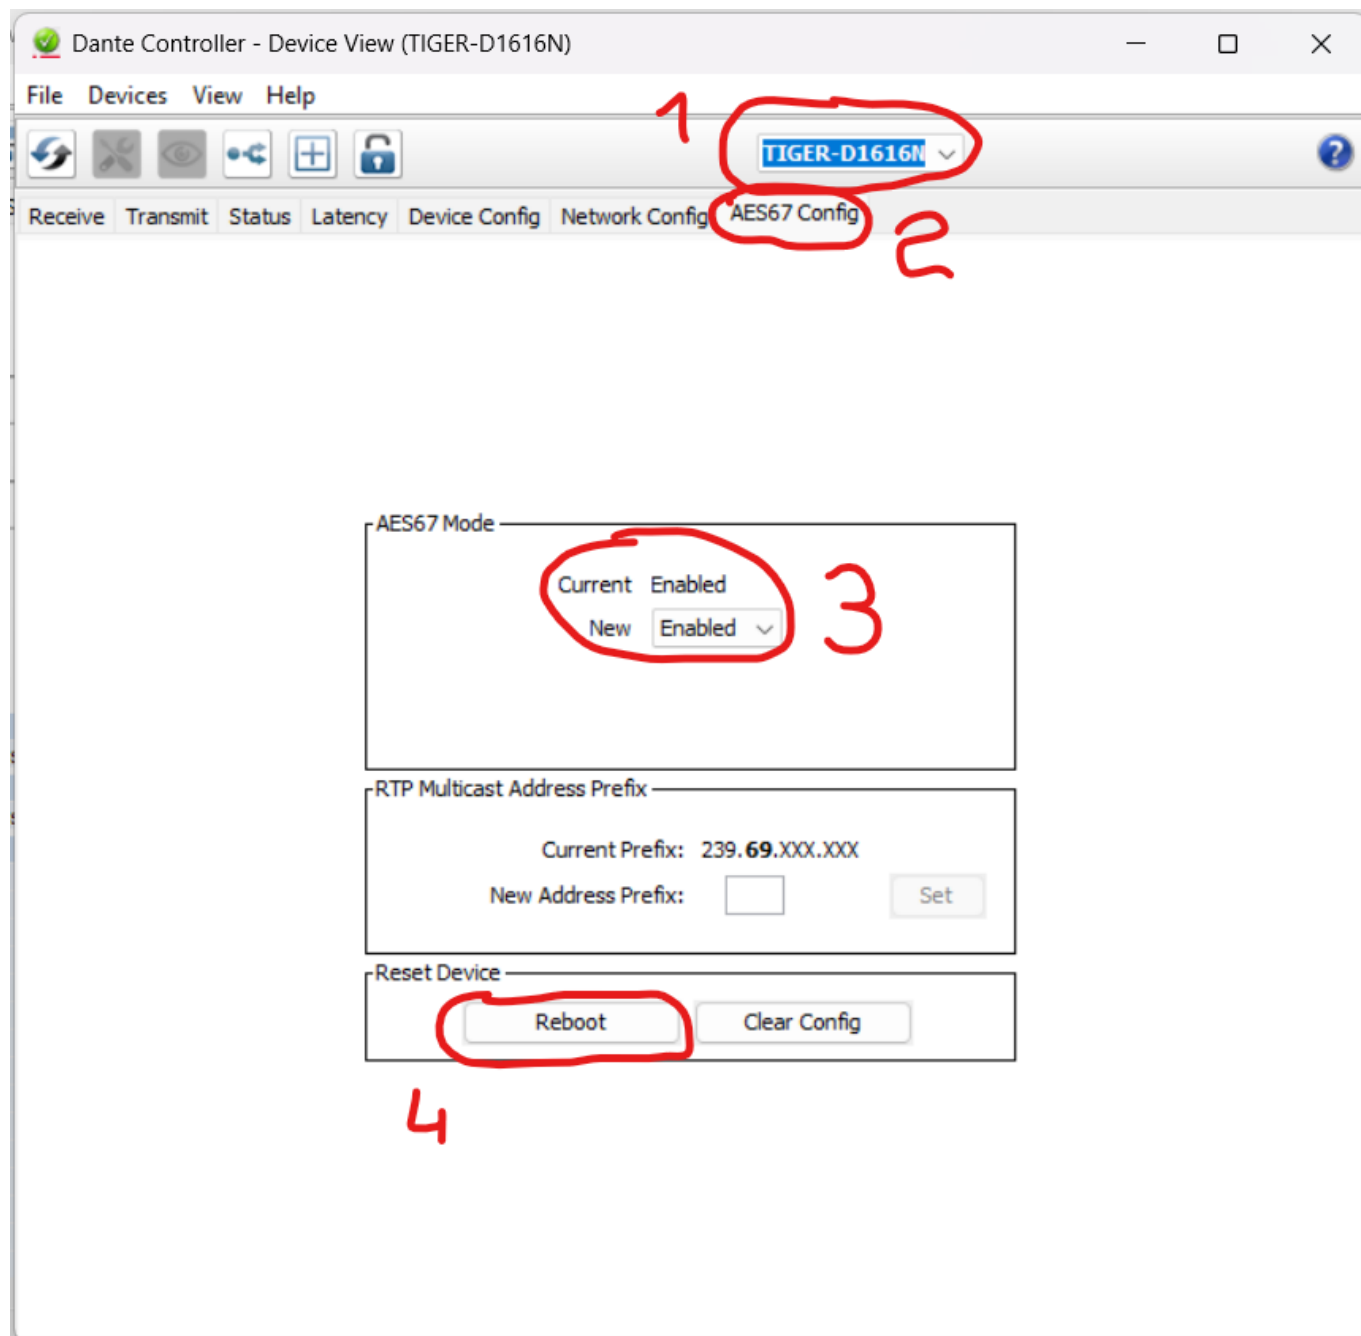 Dante Controller - Device View (TIGER-D1616N)
File Devices View Help
1
TIGER-D1616N
?
Receive Transmit Status Latency Device Config Network Config AES67 Config
2
AES67 Mode
Current Enabled
New Enabled
3
RTP Multicast Address Prefix
Current Prefix: 239.69.XXX.XXX
New Address Prefix: Set
Reset Device
Reboot Clear Config
4